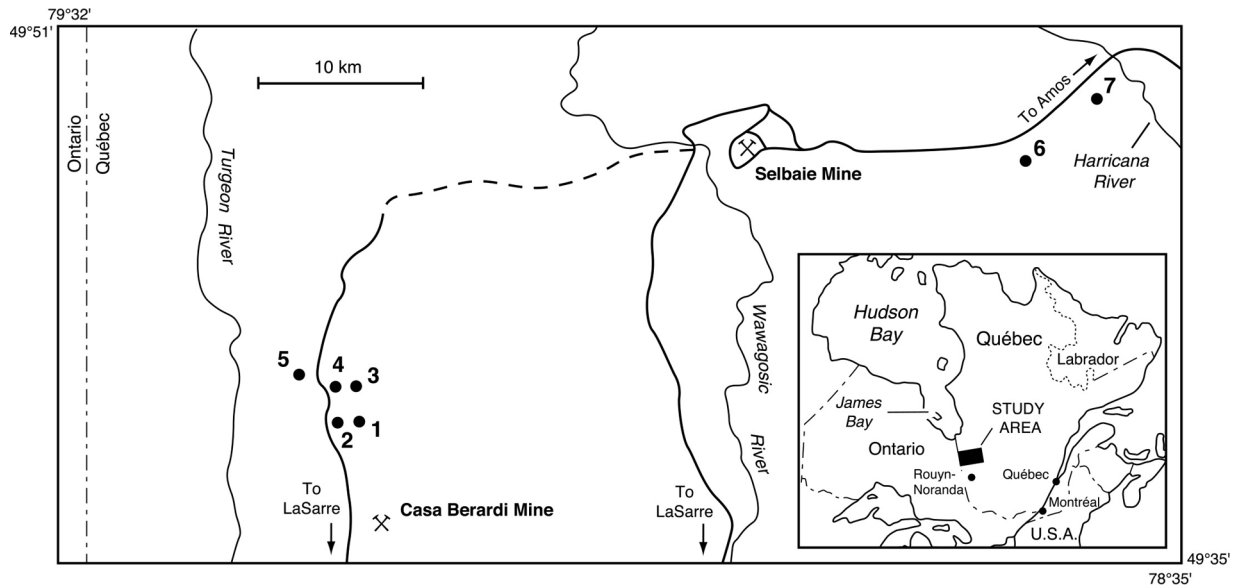 79°32'
49°51'
10 km
Ontario
Québec
Turgeon River
To Amos
7
6
Harricana
River
Selbaie Mine
Hudson
Bay
Québec
Labrador
James
Bay
STUDY
AREA
Ontario
Rouyn-
Noranda
Québec
Montréal
U.S.A.
Wawagosic River
5
4
3
2
1
To
LaSarre
Casa Berardi Mine
To
LaSarre
49°35'
78°35'